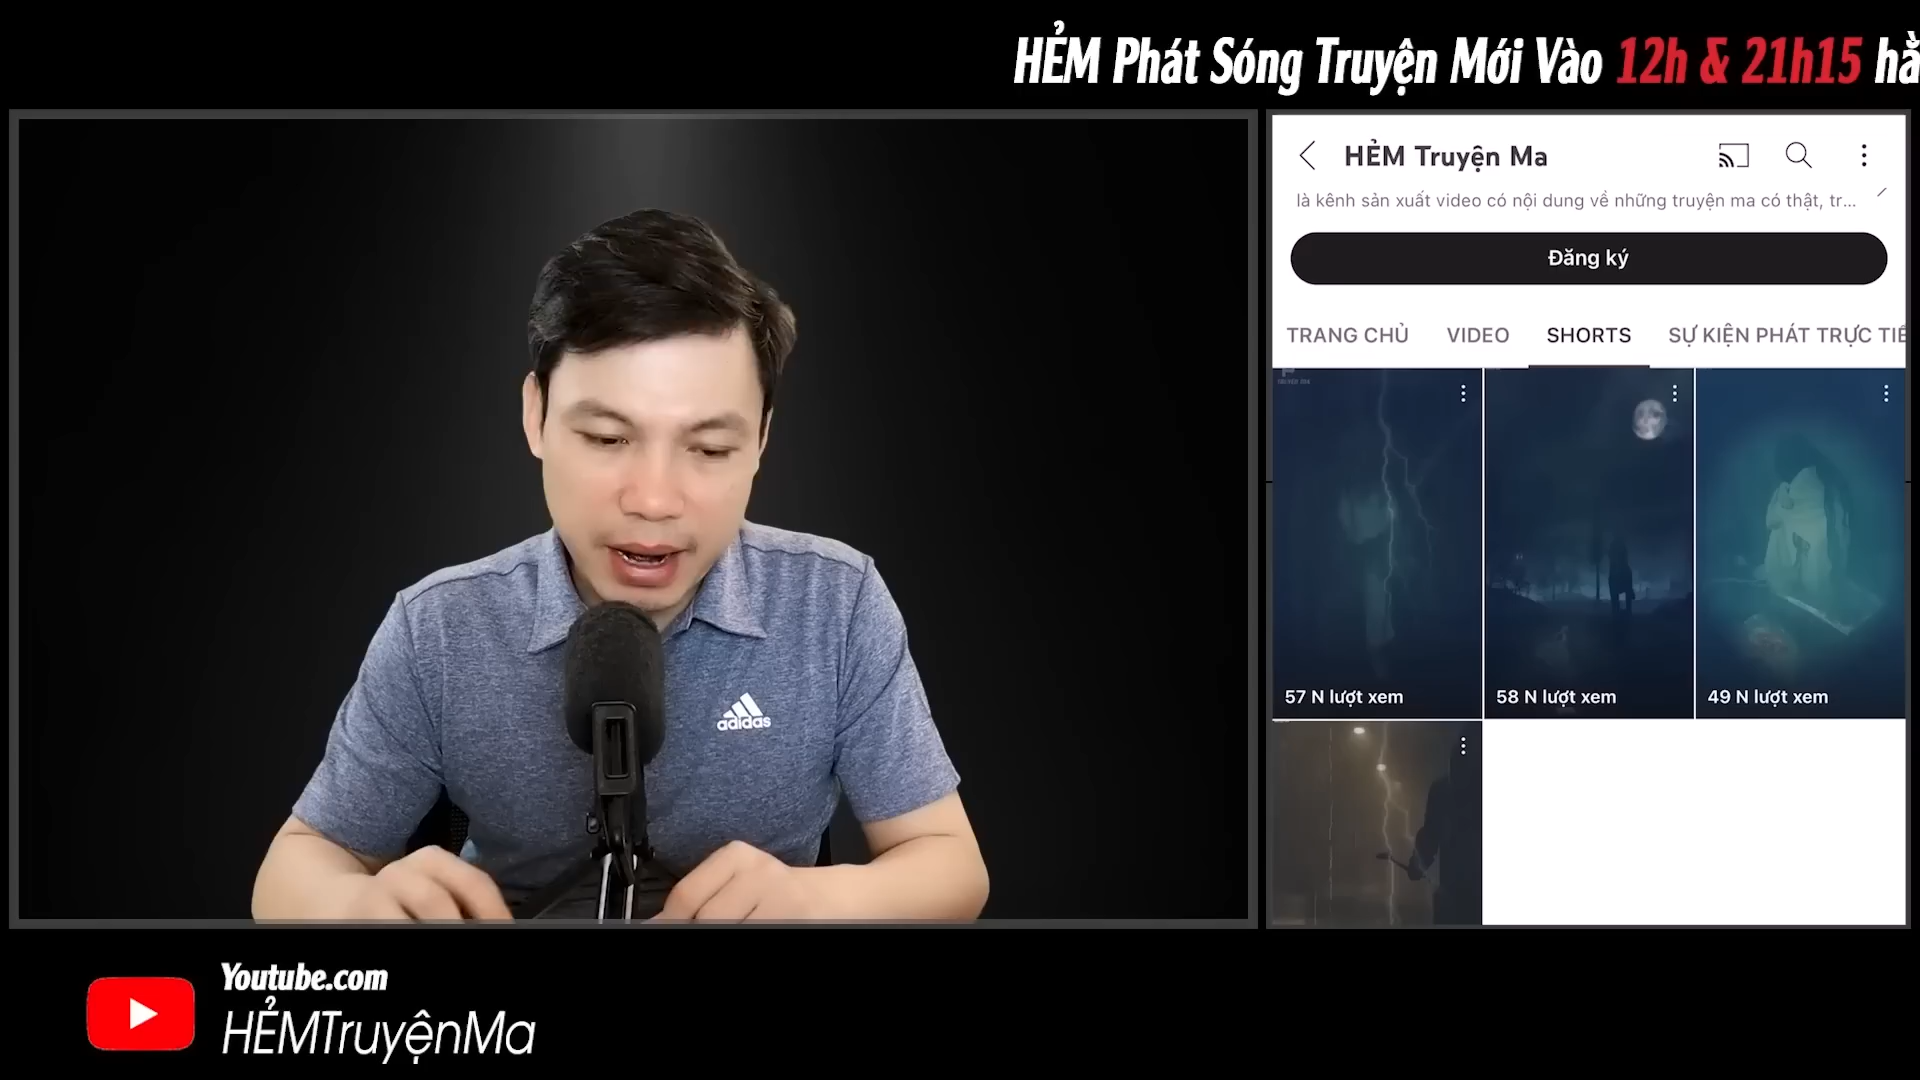 HẺM Phát Sóng Truyện Mới Vào 12h & 21h15 hằ
HẺM Truyện Ma
là kênh sản xuất video có nội dung về những truyện ma có thật, tr...
Đăng ký
TRANG CHỦ VIDEO SHORTS SỰ KIỆN PHÁT TRỰC TIẾ
57 N lượt xem
58 N lượt xem
49 N lượt xem
adidas
Youtube.com
HẺMTruyệnMa